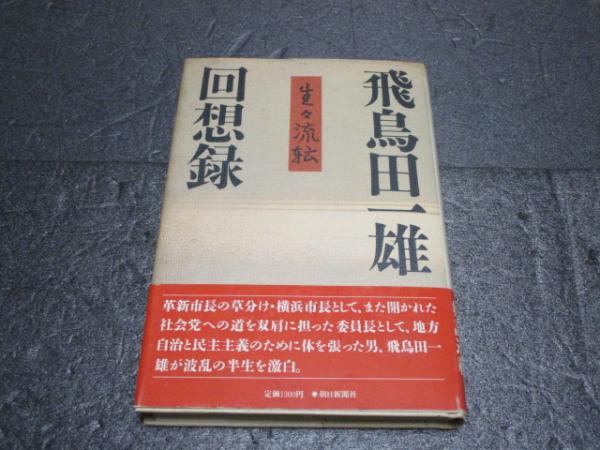 飛鳥田一雄
生々流転
回想録
革新市長の草分け・横浜市長として、また開かれた
社会党への道を双肩に担った委員長として、地方
自治と民主主義のために体を張った男、飛鳥田一
雄が波乱の半生を激白。
定価1300円 ●朝日新聞社